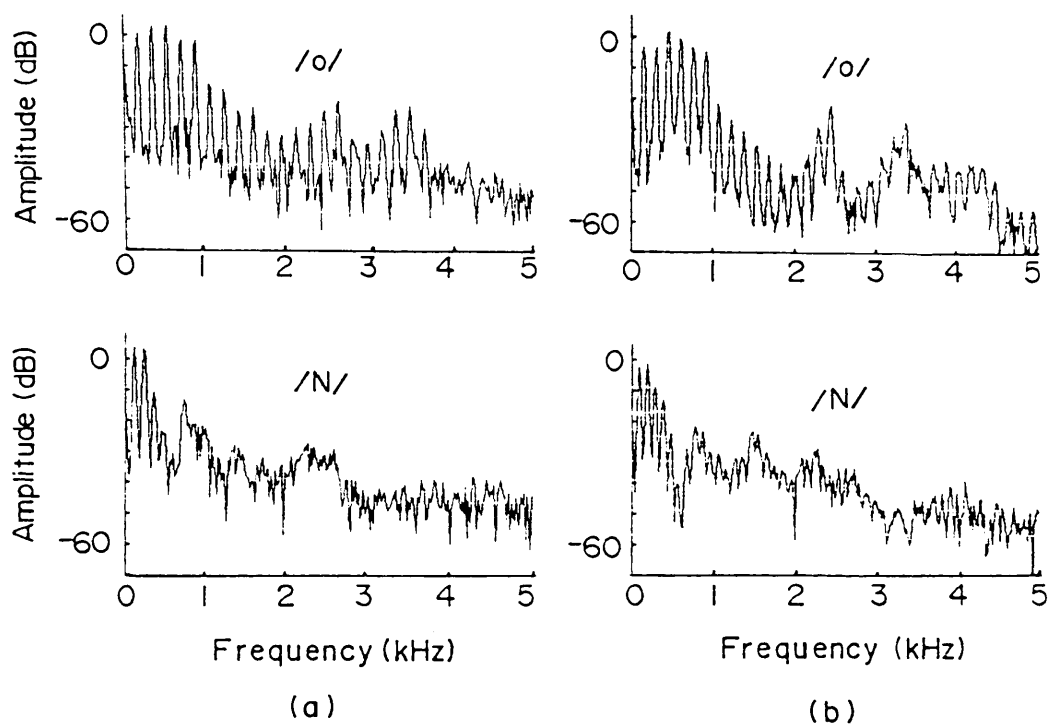 Amplitude (dB)
0
-60
/o/
0 1 2 3 4 5
0
-60
/o/
0 1 2 3 4 5
Amplitude (dB)
0
-60
/N/
0 1 2 3 4 5
Frequency (kHz)
(a)
0
-60
/N/
0 1 2 3 4 5
Frequency (kHz)
(b)